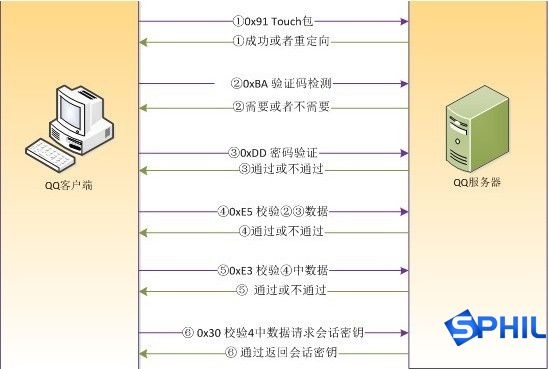 ①0x91 Touch包
①成功或者重定向
②0xBA 验证码检测
②需要或者不需要
③0xDD 密码验证
③通过或不通过
QQ客户端
QQ服务器
④0xE5 校验②③数据
④通过或不通过
⑤0xE3 校验④中数据
⑤ 通过或不通过
SPHIL
⑥ 0x30 校验4中数据请求会话密钥
⑥ 通过返回会话密钥